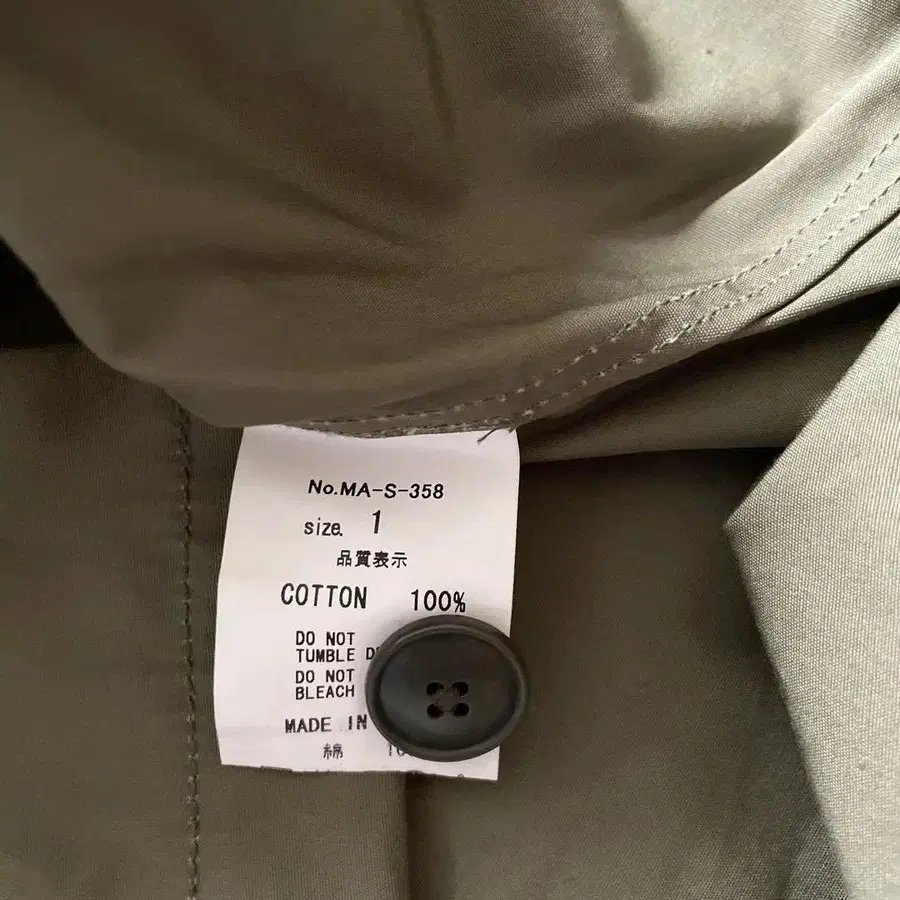 No.MA-S-358
size. 1
品質表示
COTTON 100%
DO NOT
TUMBLE
DO NOT
BLEACH
MADE IN
綿